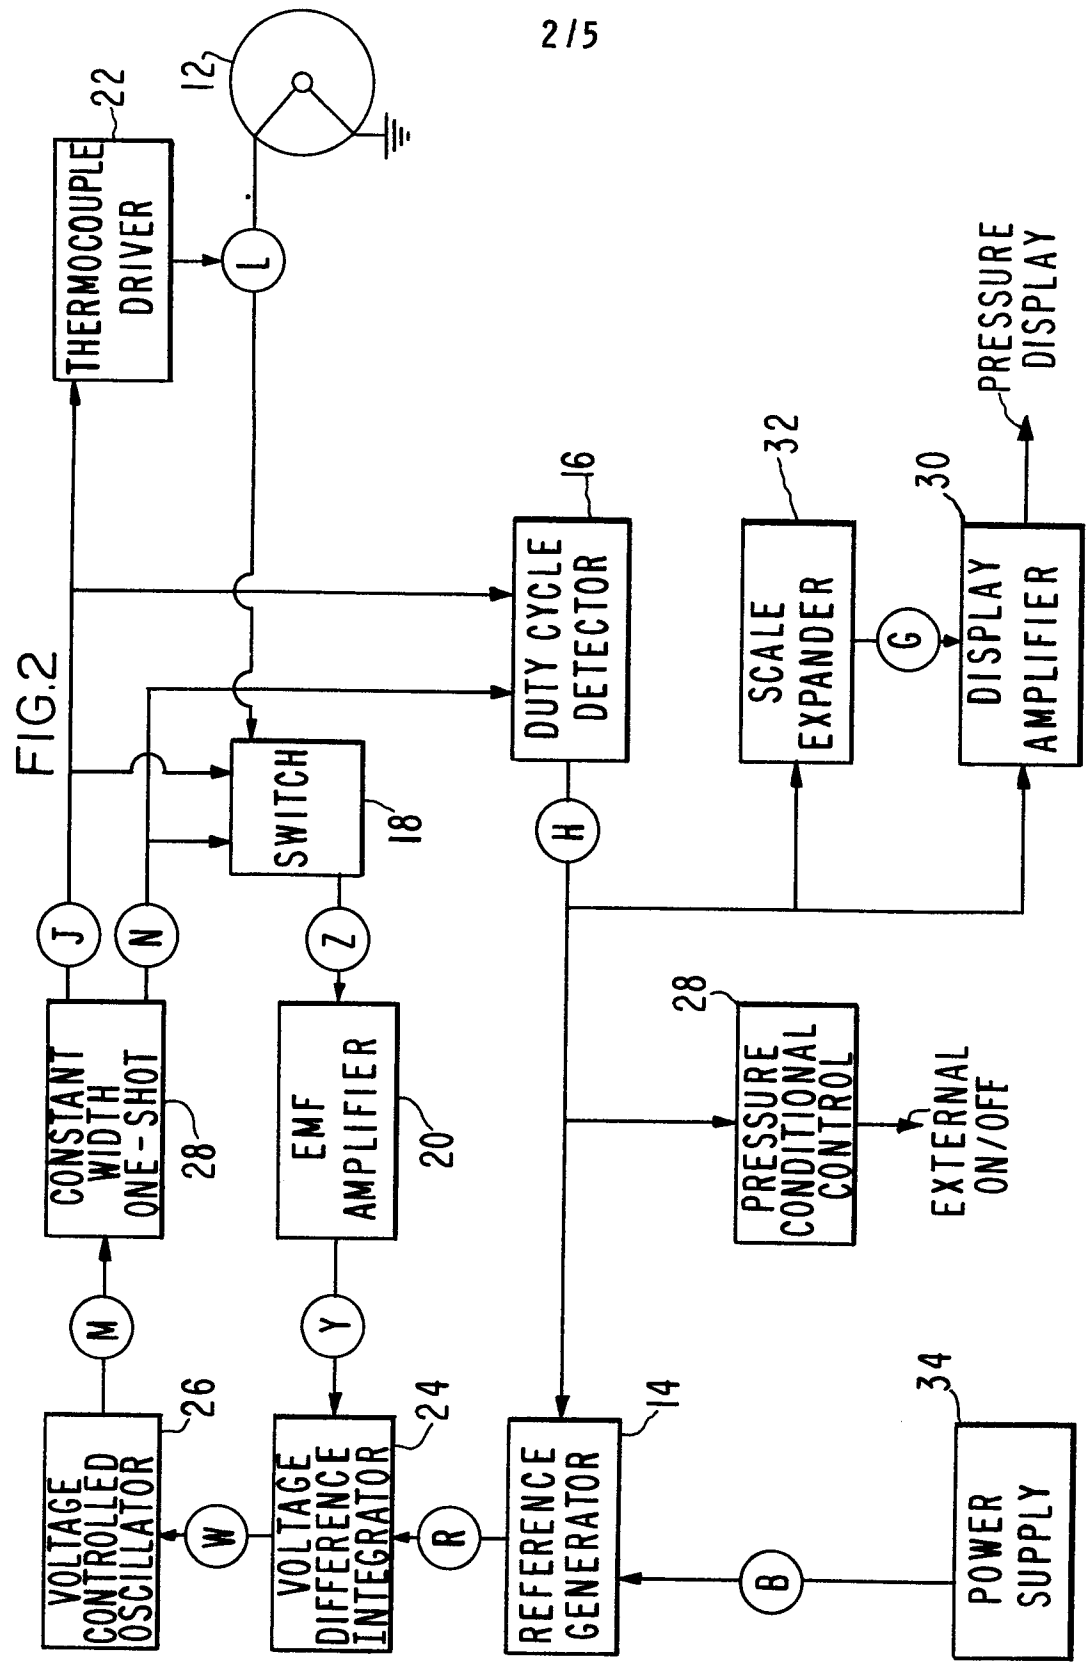 2/5
FIG.2
VOLTAGE
CONTROLLED
OSCILLATOR
26
M
CONSTANT
WIDTH
ONE-SHOT
28
J
N
THERMOCOUPLE
DRIVER
22
12
L
W
VOLTAGE
DIFFERENCE
INTEGRATOR
24
Y
EMF
AMPLIFIER
20
Z
SWITCH
18
R
REFERENCE
GENERATOR
14
H
DUTY CYCLE
DETECTOR
16
B
PRESSURE
CONDITIONAL
CONTROL
28
EXTERNAL
ON/OFF
SCALE
EXPANDER
32
G
POWER
SUPPLY
34
DISPLAY
AMPLIFIER
30
PRESSURE
DISPLAY